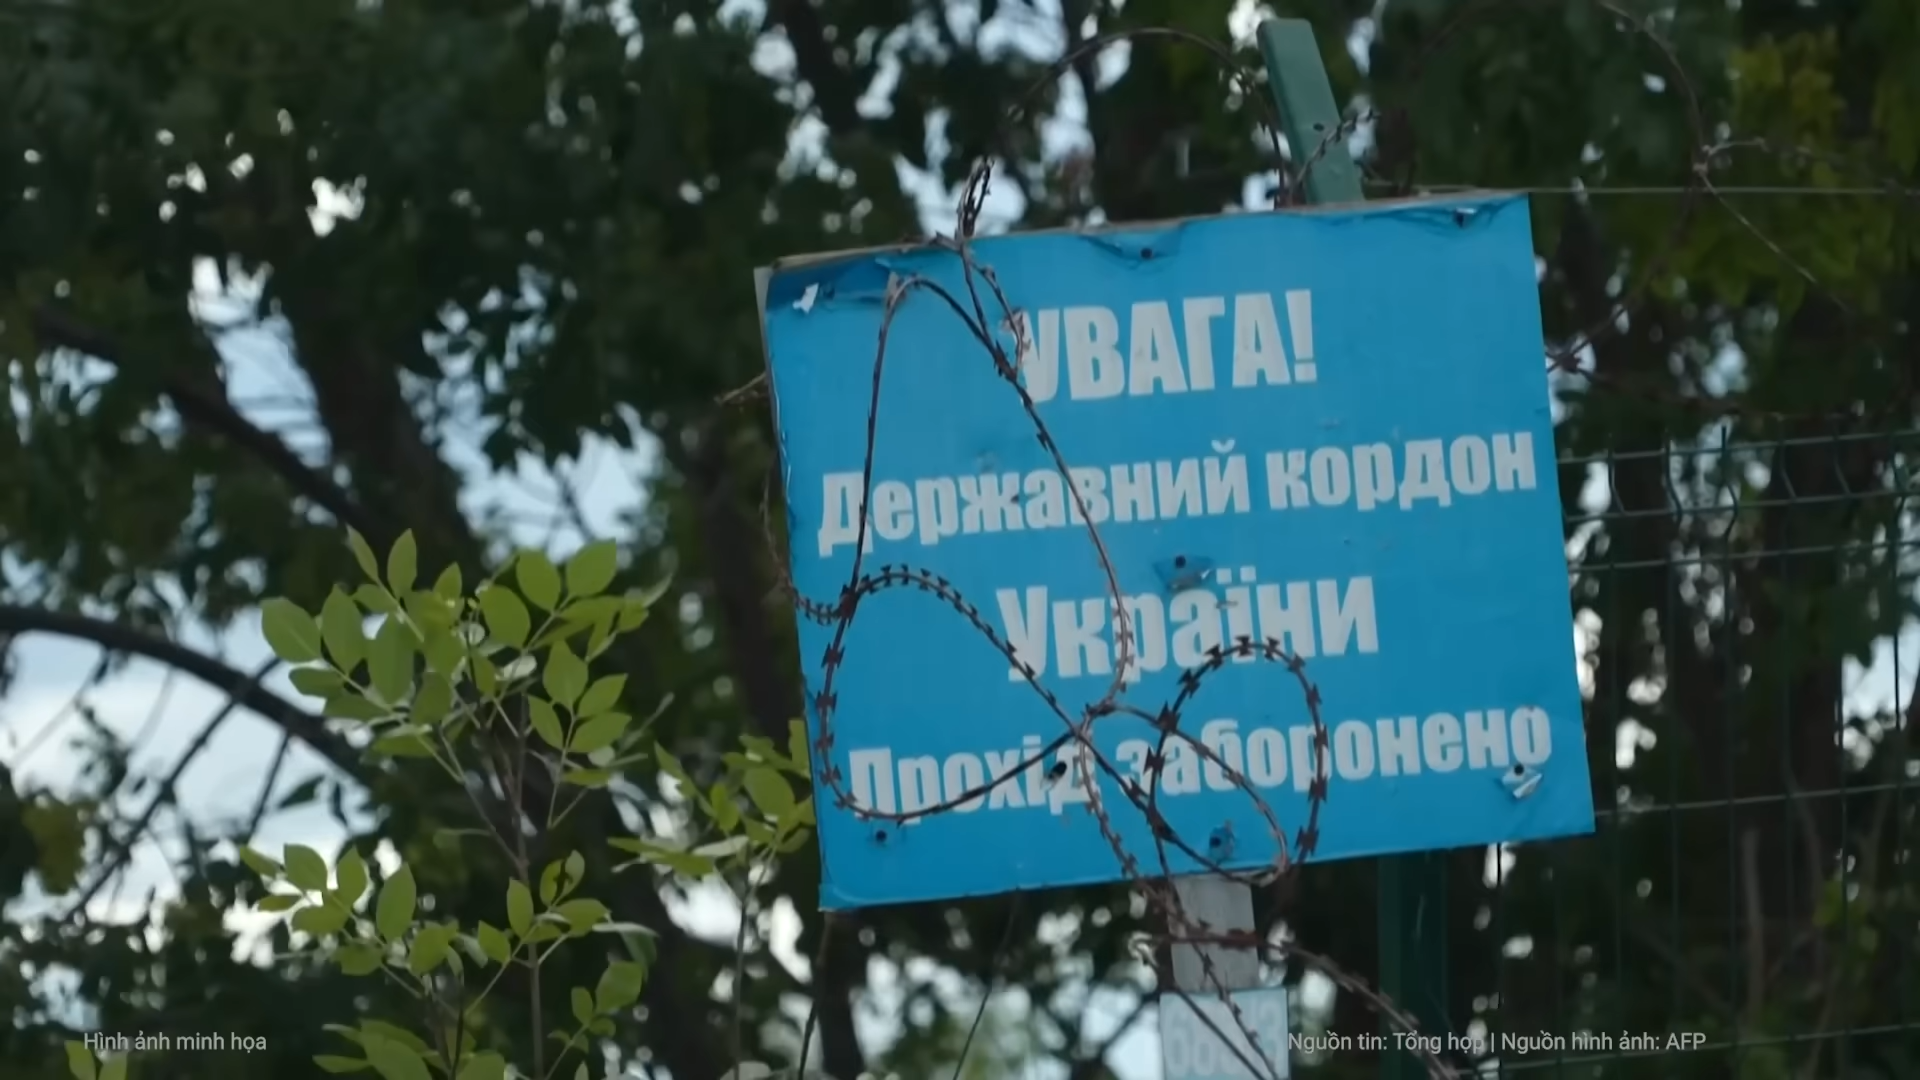 УВАГА!
Державний кордон
України
Прохід заборонено
Hình ảnh minh họa
Nguồn tin: Tổng hợp | Nguồn hình ảnh: AFP